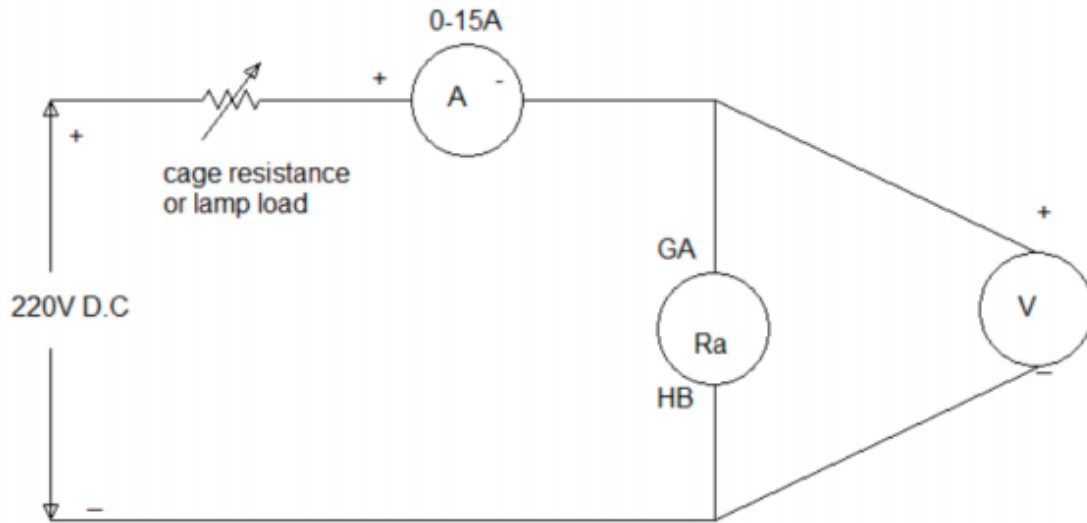 0-15A
+
A
-
+
cage resistance
or lamp load
+
GA
220V D.C
V
Ra
–
HB
–